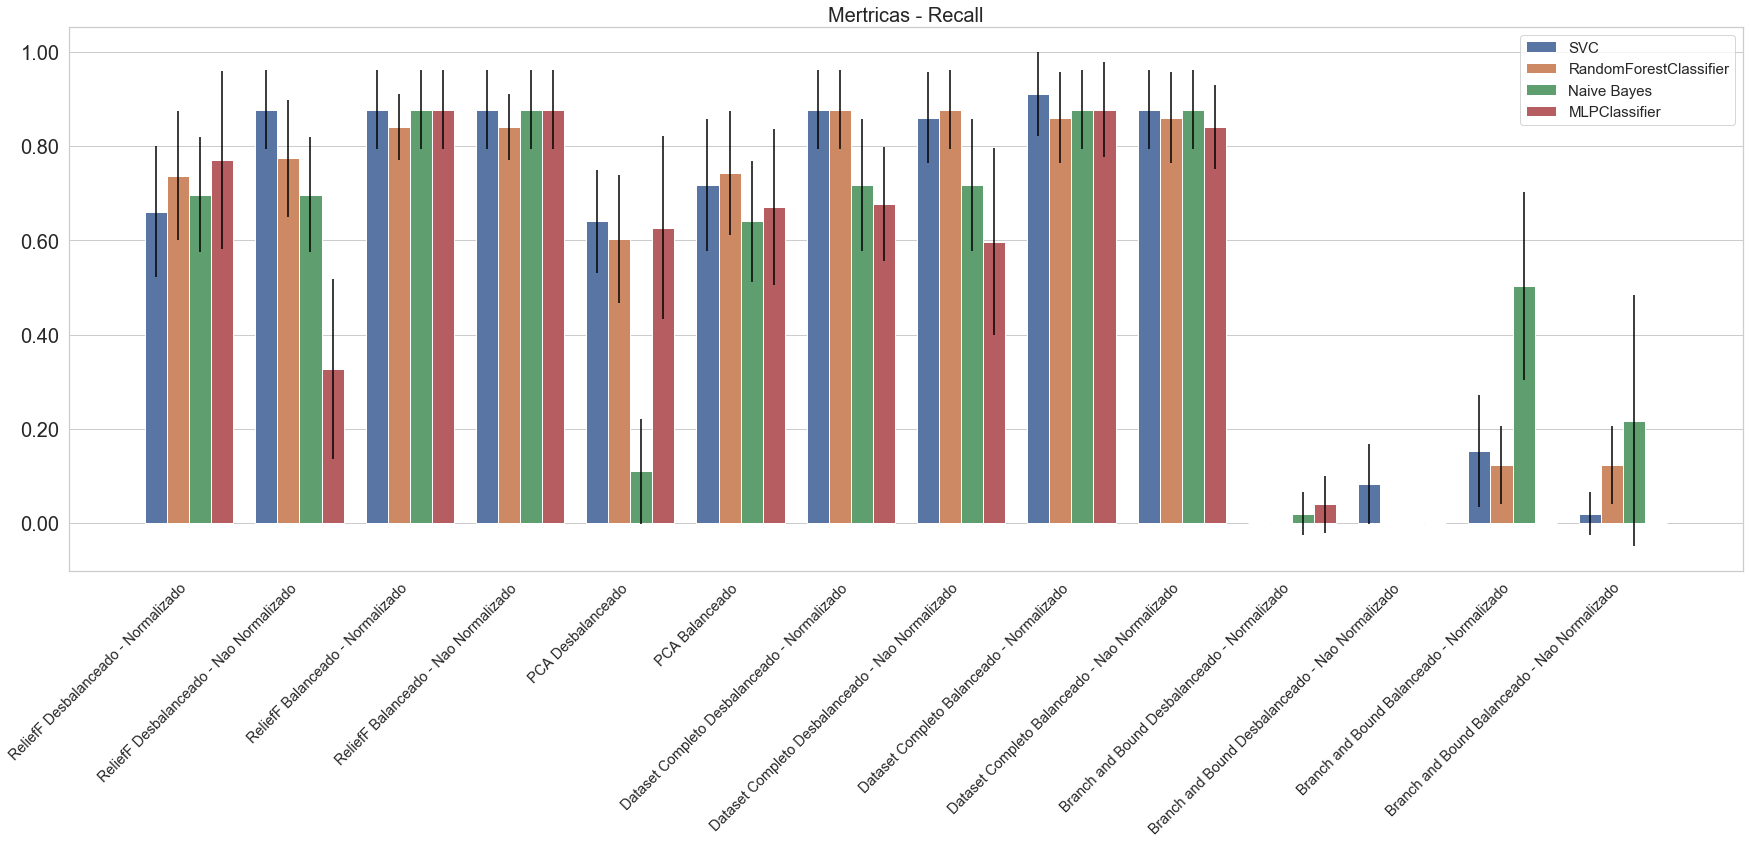 Mertricas - Recall
1.00
0.80
0.60
0.40
0.20
0.00
SVC
RandomForestClassifier
Naive Bayes
MLPClassifier
ReliefF Desbalanceado - Normalizado
ReliefF Desbalanceado - Nao Normalizado
ReliefF Balanceado - Normalizado
ReliefF Balanceado - Nao Normalizado
PCA Desbalanceado
PCA Balanceado
Dataset Completo Desbalanceado - Normalizado
Dataset Completo Desbalanceado - Nao Normalizado
Dataset Completo Balanceado - Normalizado
Dataset Completo Balanceado - Nao Normalizado
Branch and Bound Desbalanceado - Normalizado
Branch and Bound Desbalanceado - Nao Normalizado
Branch and Bound Balanceado - Normalizado
Branch and Bound Balanceado - Nao Normalizado